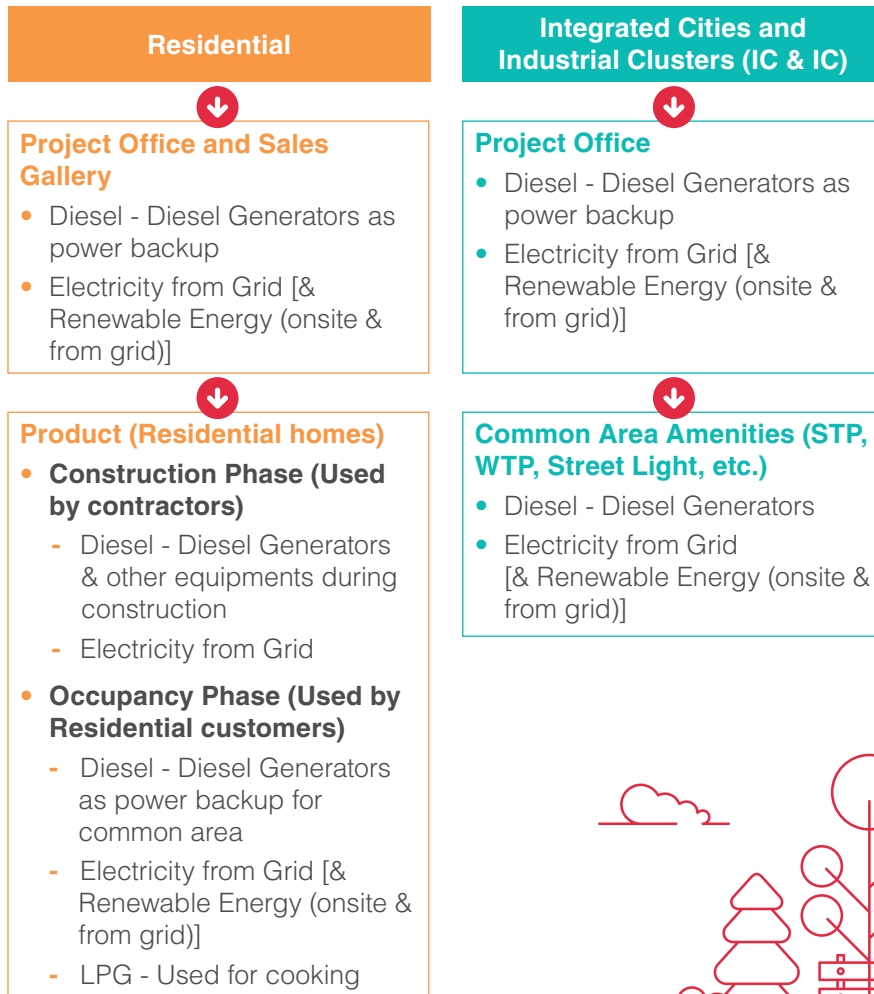 Residential
Project Office and Sales
Gallery
• Diesel - Diesel Generators as
power backup
• Electricity from Grid [&
Renewable Energy (onsite &
from grid)]
Product (Residential homes)
• Construction Phase (Used
by contractors)
- Diesel - Diesel Generators
& other equipments during
construction
- Electricity from Grid
• Occupancy Phase (Used by
Residential customers)
- Diesel - Diesel Generators
as power backup for
common area
- Electricity from Grid [&
Renewable Energy (onsite &
from grid)]
- LPG - Used for cooking
Integrated Cities and
Industrial Clusters (IC & IC)
Project Office
• Diesel - Diesel Generators as
power backup
• Electricity from Grid [&
Renewable Energy (onsite &
from grid)]
Common Area Amenities (STP,
WTP, Street Light, etc.)
• Diesel - Diesel Generators
• Electricity from Grid
[& Renewable Energy (onsite &
from grid)]